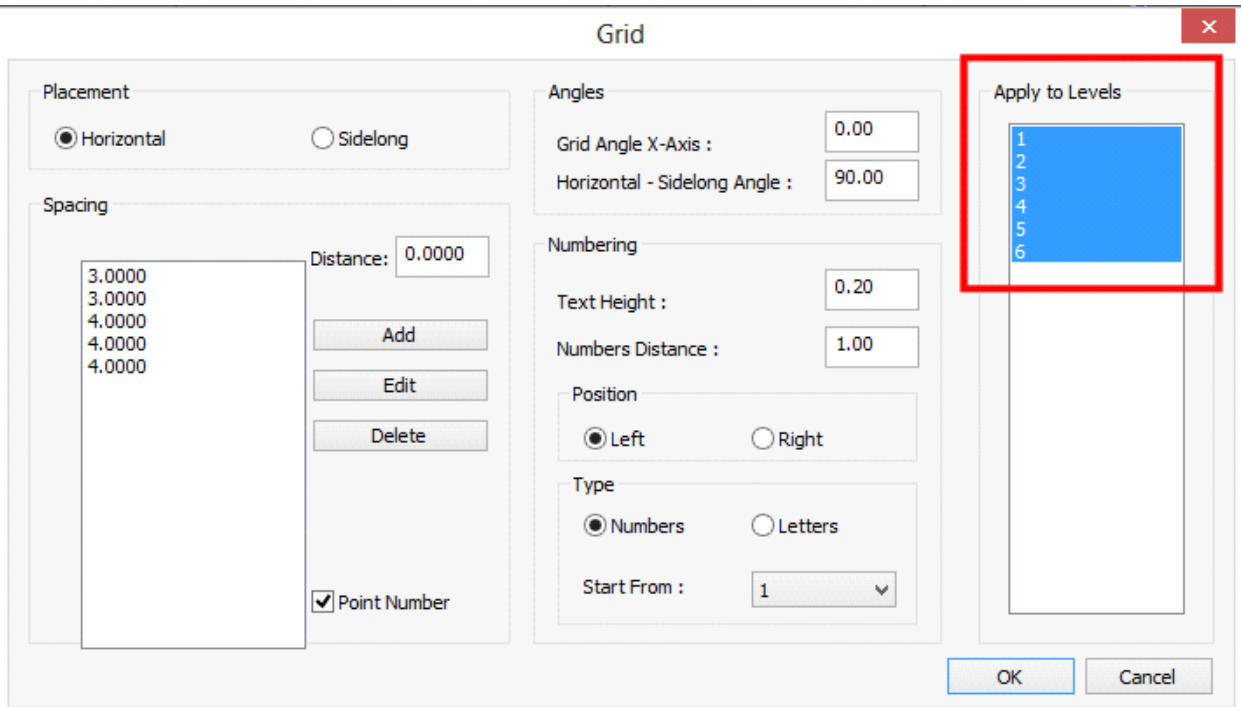 Grid
Placement
Horizontal
Sidelong
Spacing
Distance: 0.0000
3.0000
3.0000
4.0000
4.0000
4.0000
Add
Edit
Delete
Point Number
Angles
Grid Angle X-Axis : 0.00
Horizontal - Sidelong Angle : 90.00
Numbering
Text Height : 0.20
Numbers Distance : 1.00
Position
Left
Right
Type
Numbers
Letters
Start From : 1
Apply to Levels
1
2
3
4
5
6
OK
Cancel